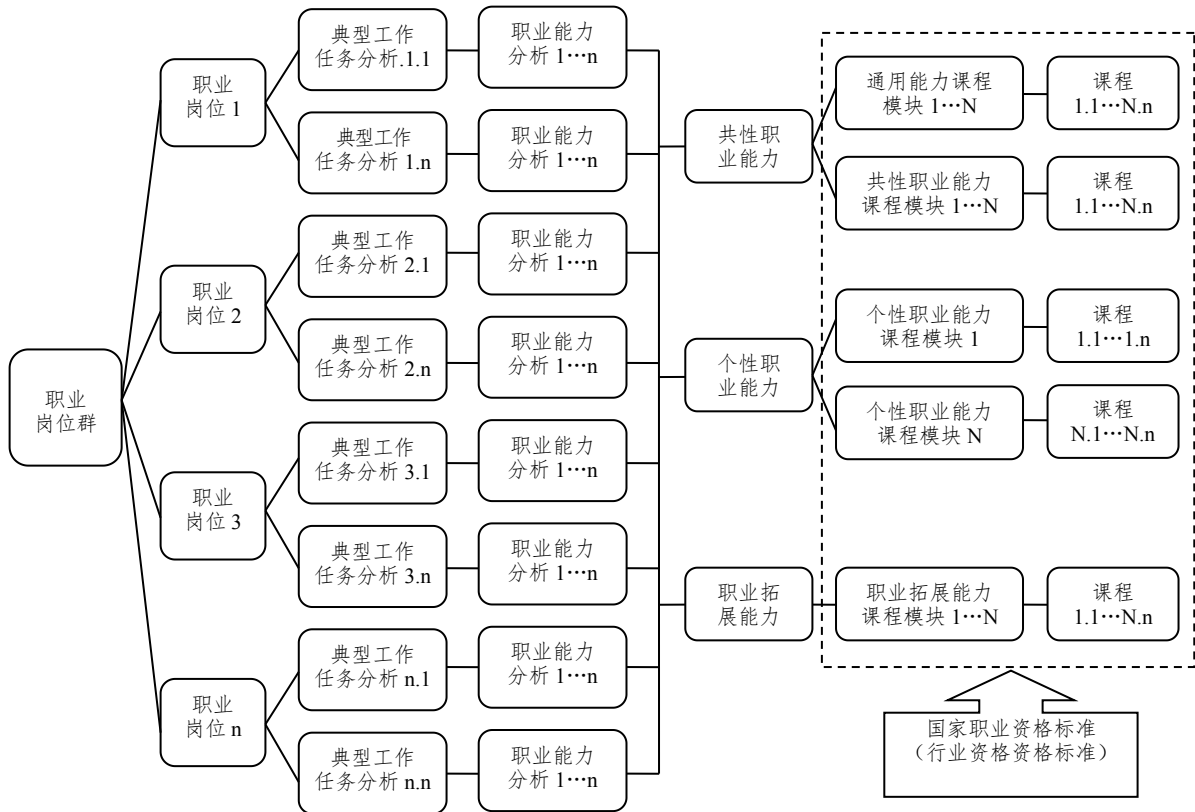 职业
岗位群
职业
岗位 1
职业
岗位 2
职业
岗位 3
职业
岗位 n
典型工作
任务分析.1.1
典型工作
任务分析 1.n
典型工作
任务分析 2.1
典型工作
任务分析 2.n
典型工作
任务分析 3.1
典型工作
任务分析 3.n
典型工作
任务分析 n.1
典型工作
任务分析 n.n
职业能力
分析 1…n
职业能力
分析 1…n
职业能力
分析 1…n
职业能力
分析 1…n
职业能力
分析 1…n
职业能力
分析 1…n
职业能力
分析 1…n
职业能力
分析 1…n
共性职
业能力
个性职
业能力
职业拓
展能力
通用能力课程
模块 1…N
共性职业能力
课程模块 1…N
个性职业能力
课程模块 1
个性职业能力
课程模块 N
职业拓展能力
课程模块 1…N
课程
1.1…N.n
课程
1.1…N.n
课程
1.1…1.n
课程
N.1…N.n
课程
1.1…N.n
国家职业资格标准
（行业资格资格标准）